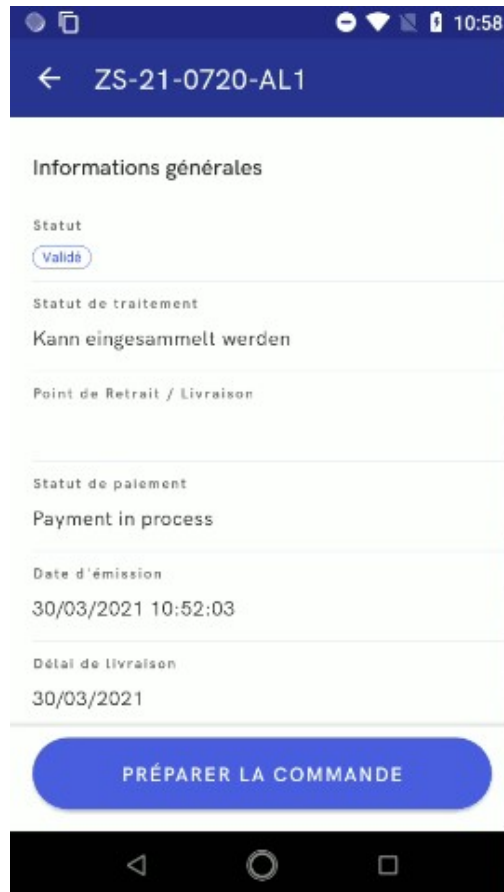 10:58
ZS-21-0720-AL1
Informations générales
Statut
Validé
Statut de traitement
Kann eingesammelt werden
Point de Retrait / Livraison
Statut de paiement
Payment in process
Date d'émission
30/03/2021 10:52:03
Délai de livraison
30/03/2021
PRÉPARER LA COMMANDE